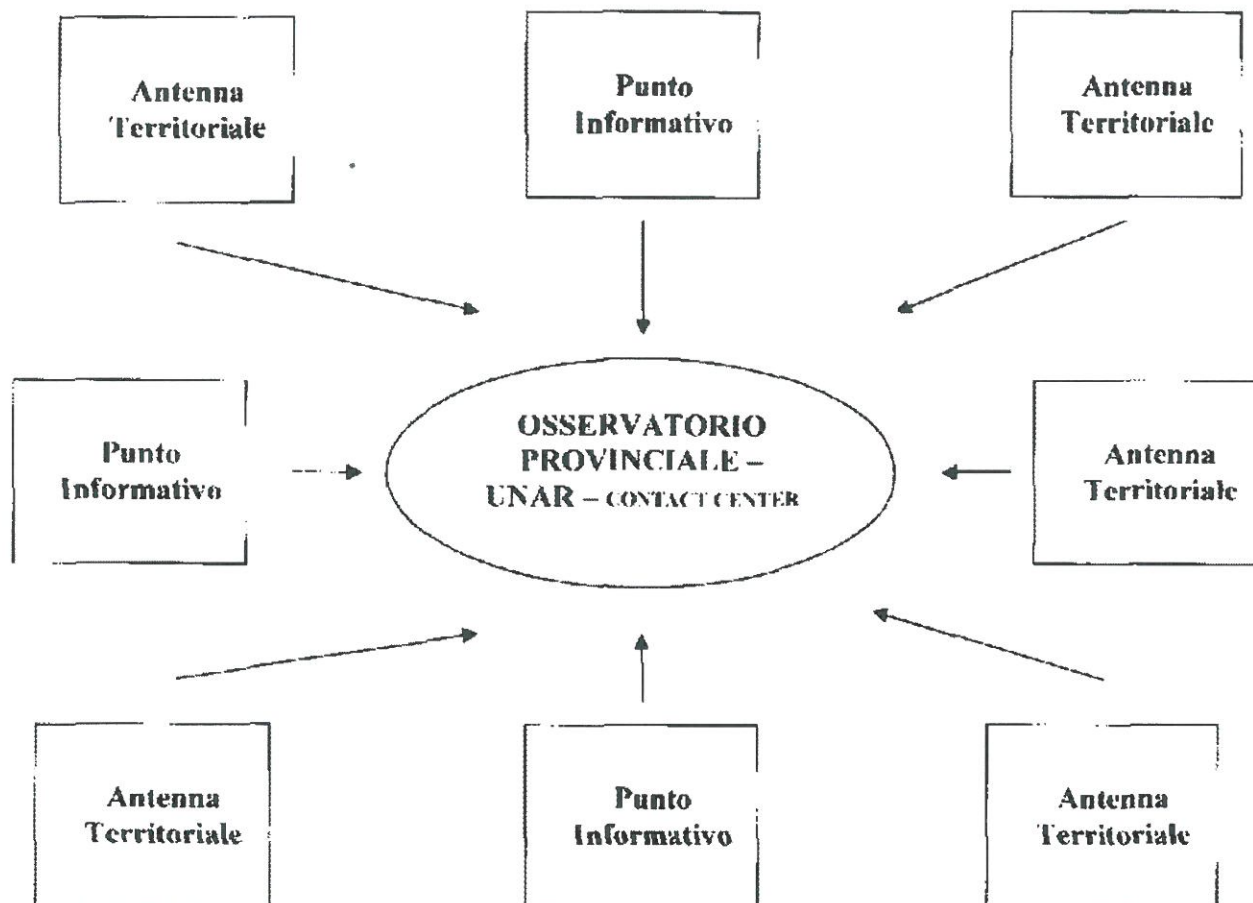 Antenna
Territoriale
Punto
Informativo
Antenna
Territoriale
Punto
Informativo
OSSERVATORIO
PROVINCIALE –
UNAR – CONTACT CENTER
Antenna
Territoriale
Antenna
Territoriale
Punto
Informativo
Antenna
Territoriale